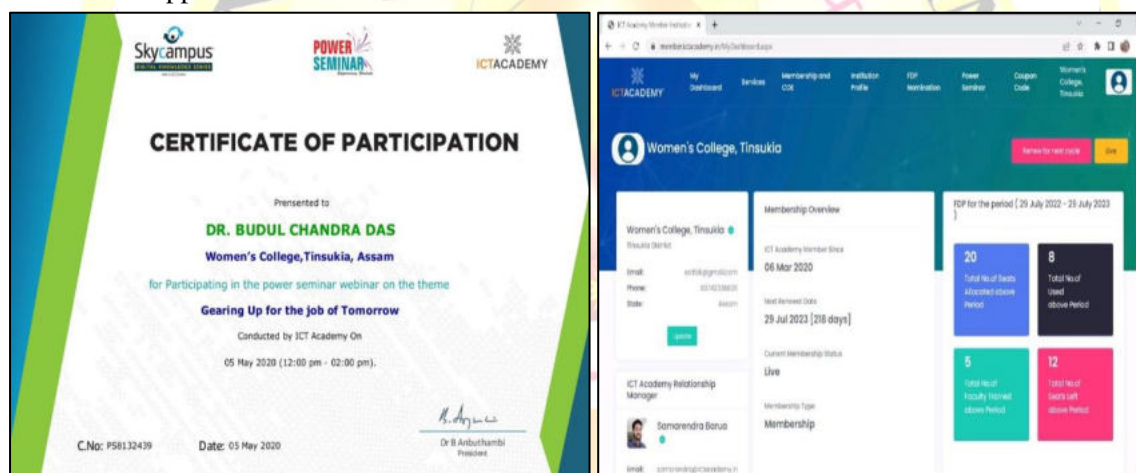 Skycampus
DIGITAL KNOWLEDGE SERIES
POWER
SEMINAR
ICTACADEMY
CERTIFICATE OF PARTICIPATION
Prensented to
DR. BUDUL CHANDRA DAS
Women's College,Tinsukia, Assam
for Participating in the power seminar webinar on the theme
Gearing Up for the job of Tomorrow
Conducted by ICT Academy On
05 May 2020 (12:00 pm - 02:00 pm).
Dr B Anbuthambi
President
C.No: PS8132439
Date: 05 May 2020
ICTACADEMY
My Dashboard
Services
Membership and COE
Institution Profile
FDP Nomination
Power Seminar
Coupon Code
Women's College, Tinsukia
Women's College, Tinsukia
Renew for next cycle
Live
Women's College, Tinsukia
Tinsukia District
Email:
Phone:
State: Assam
Update
ICT Academy Relationship
Manager
Samarendra Barua
Email:
Membership Overview
ICT Academy Member Since
06 Mar 2020
Next Renewal Date
29 Jul 2023 [218 days]
Current Membership Status
Live
Membership Type
Membership
FDP for the period ( 29 July 2022 - 29 July 2023
)
20
Total No.of Seats
Allocated above
Period
8
Total No.of
Used
above Period
5
Total No.of
Faculty Trained
above Period
12
Total No.of
Seats Left
above Period